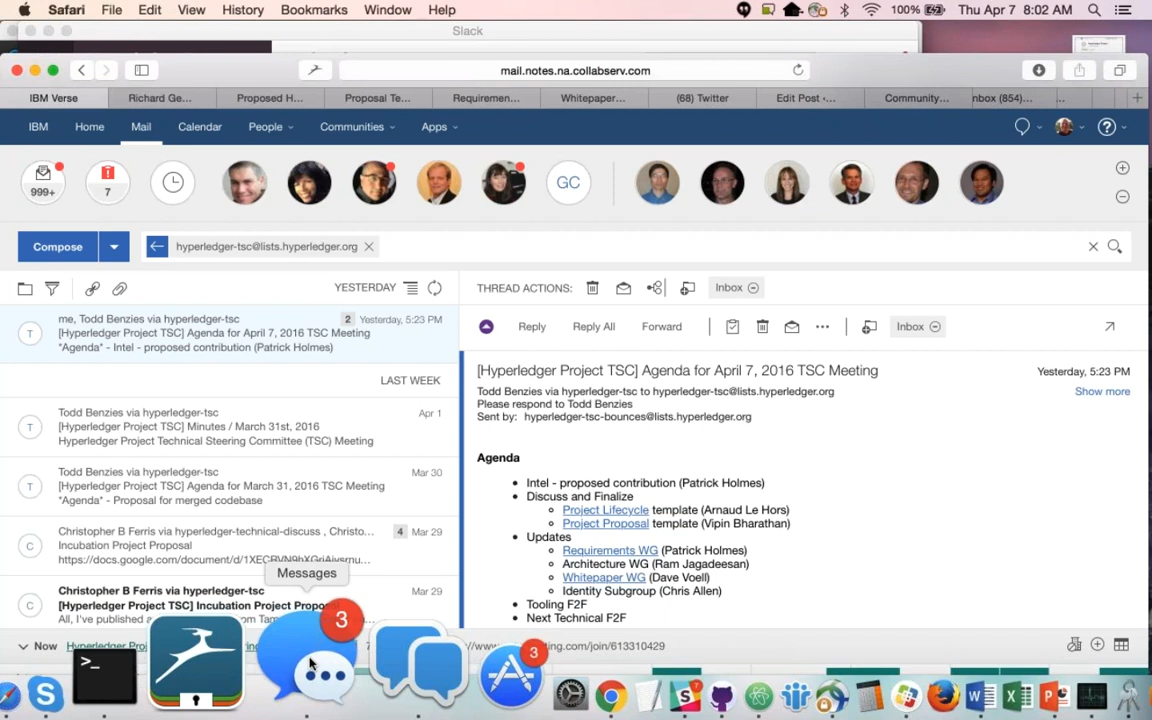 Safari File Edit View History Bookmarks Window Help 100% Thu Apr 7 8:02 AM
Slack
mail.notes.na.collabserv.com
IBM Verse Richard Ge... Proposed H... Proposal Te... Requiremen... Whitepaper... (68) Twitter Edit Post ‹... Community... nbox (854)... ...
IBM Home Mail Calendar People Communities Apps
999+ 7 GC
Compose hyperledger-tsc@lists.hyperledger.org
YESTERDAY THREAD ACTIONS: Inbox
me, Todd Benzies via hyperledger-tsc 2 Yesterday, 5:23 PM
[Hyperledger Project TSC] Agenda for April 7, 2016 TSC Meeting
*Agenda* - Intel - proposed contribution (Patrick Holmes)
LAST WEEK
Todd Benzies via hyperledger-tsc Apr 1
[Hyperledger Project TSC] Minutes / March 31st, 2016
Hyperledger Project Technical Steering Committee (TSC) Meeting
Todd Benzies via hyperledger-tsc Mar 30
[Hyperledger Project TSC] Agenda for March 31, 2016 TSC Meeting
*Agenda* - Proposal for merged codebase
Christopher B Ferris via hyperledger-technical-discuss , Christo... 4 Mar 29
Incubation Project Proposal
Christopher B Ferris via hyperledger-tsc Mar 29
[Hyperledger Project TSC] Incubation Project
All, I've published a
Reply Reply All Forward Inbox
[Hyperledger Project TSC] Agenda for April 7, 2016 TSC Meeting Yesterday, 5:23 PM
Todd Benzies via hyperledger-tsc to hyperledger-tsc@lists.hyperledger.org Show more
Please respond to Todd Benzies
Sent by: hyperledger-tsc-bounces@lists.hyperledger.org
Agenda
Intel - proposed contribution (Patrick Holmes)
Discuss and Finalize
Project Lifecycle template (Arnaud Le Hors)
Project Proposal template (Vipin Bharathan)
Updates
Requirements WG (Patrick Holmes)
Architecture WG (Ram Jagadeesan)
Whitepaper WG (Dave Voell)
Identity Subgroup (Chris Allen)
Tooling F2F
Next Technical F2F
Messages
Now
3
3